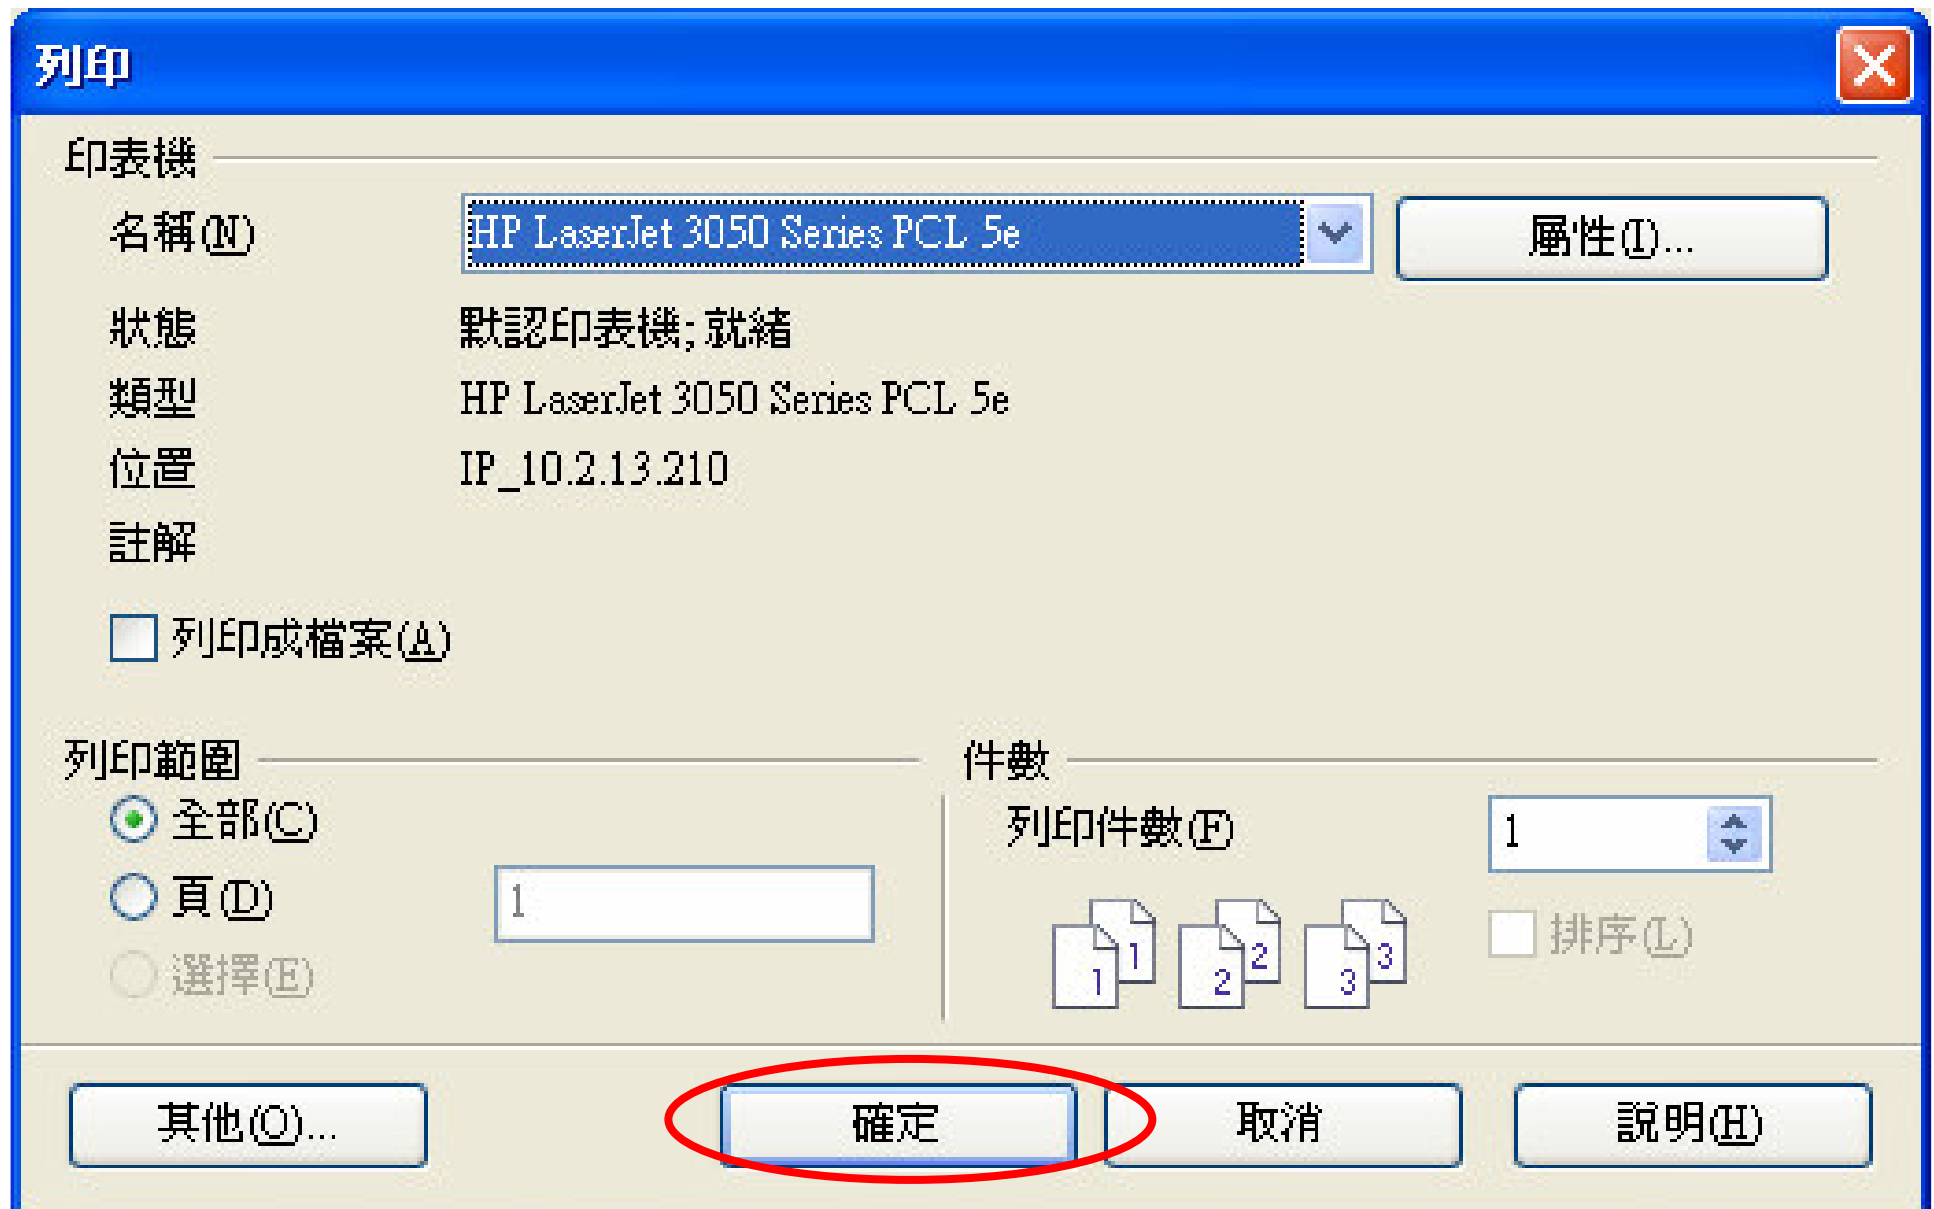 列印
印表機
名稱(N) HP LaserJet 3050 Series PCL 5e 屬性(I)...
狀態 默認印表機; 就緒
類型 HP LaserJet 3050 Series PCL 5e
位置 IP_10.2.13.210
註解
列印成檔案(A)
列印範圍
全部(C)
頁(D) 1
選擇(E)
件數
列印件數(F) 1
1 1 2 2 3 3
排序(L)
其他(O)... 確定 取消 說明(H)